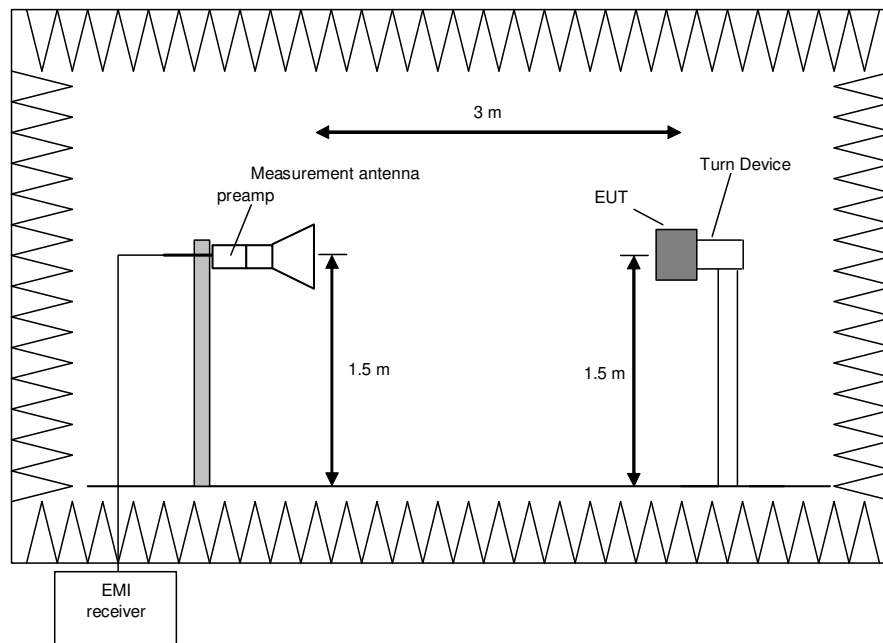 3 m
Measurement antenna
preamp
Turn Device
EUT
1.5 m
1.5 m
EMI
receiver